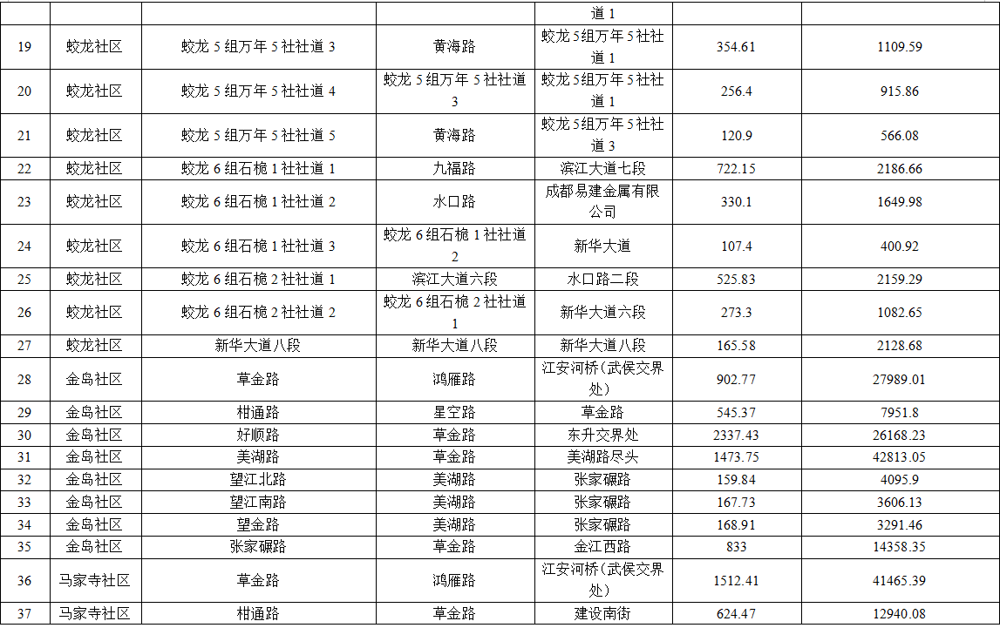 道 1
19 蛟龙社区 蛟龙 5 组万年 5 社社道 3 黄海路 蛟龙 5组万年 5 社社道 1 354.61 1109.59
20 蛟龙社区 蛟龙 5 组万年 5 社社道 4 蛟龙 5组万年 5 社社道 3 蛟龙 5组万年 5 社社道 1 256.4 915.86
21 蛟龙社区 蛟龙 5 组万年 5 社社道 5 黄海路 蛟龙 5组万年 5 社社道 3 120.9 566.08
22 蛟龙社区 蛟龙 6 组石桅 1 社社道 1 九福路 滨江大道七段 722.15 2186.66
23 蛟龙社区 蛟龙 6 组石桅 1 社社道 2 水口路 成都易建金属有限公司 330.1 1649.98
24 蛟龙社区 蛟龙 6 组石桅 1 社社道 3 蛟龙 6组石桅 1 社社道 2 新华大道 107.4 400.92
25 蛟龙社区 蛟龙 6 组石桅 2 社社道 1 滨江大道六段 水口路二段 525.83 2159.29
26 蛟龙社区 蛟龙 6 组石桅 2 社社道 2 蛟龙 6组石桅 2 社社道 1 新华大道六段 273.3 1082.65
27 蛟龙社区 新华大道八段 新华大道八段 新华大道八段 165.58 2128.68
28 金岛社区 草金路 鸿雁路 江安河桥（武侯交界处） 902.77 27989.01
29 金岛社区 柑通路 星空路 草金路 545.37 7951.8
30 金岛社区 好顺路 草金路 东升交界处 2337.43 26168.23
31 金岛社区 美湖路 草金路 美湖路尽头 1473.75 42813.05
32 金岛社区 望江北路 美湖路 张家碾路 159.84 4095.9
33 金岛社区 望江南路 美湖路 张家碾路 167.73 3606.13
34 金岛社区 望金路 美湖路 张家碾路 168.91 3291.46
35 金岛社区 张家碾路 草金路 金江西路 833 14358.35
36 马家寺社区 草金路 鸿雁路 江安河桥（武侯交界处） 1512.41 41465.39
37 马家寺社区 柑通路 草金路 建设南街 624.47 12940.08